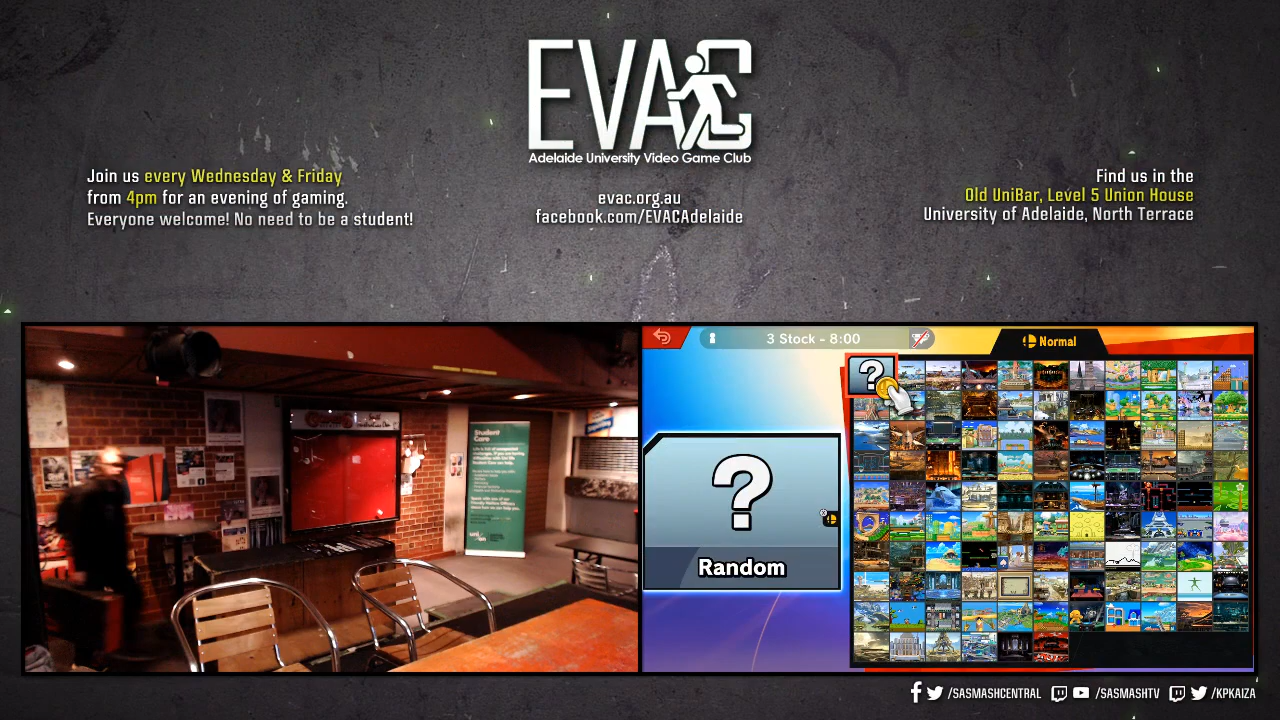 EVAC
Adelaide University Video Game Club
Join us every Wednesday & Friday
from 4pm for an evening of gaming.
Everyone welcome! No need to be a student!
evac.org.au
facebook.com/EVACAdelaide
Find us in the
Old UniBar, Level 5 Union House
University of Adelaide, North Terrace
Student
Care
3 Stock - 8:00
Normal
?
?
Random
/SASMASHCENTRAL
/SASMASHTV
/KPKAIZA